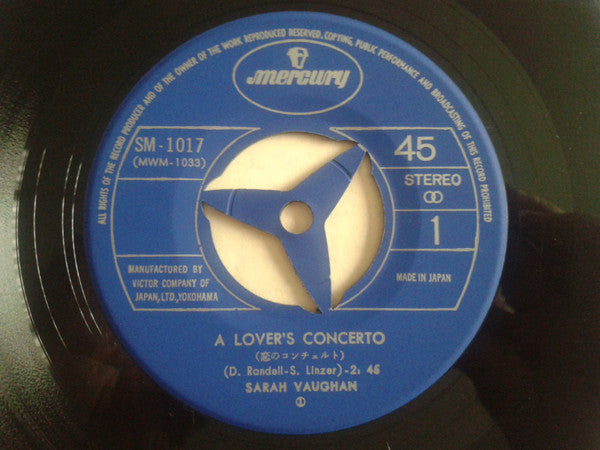 ALL RIGHTS OF THE RECORD PRODUCER AND OF THE OWNER OF THE WORK REPRODUCED RESERVED. COPYING, PUBLIC PERFORMANCE AND BROADCASTING OF THIS RECORD PROHIBITED
mercury
SM-1017
(MWM-1033)
45
STEREO
1
MANUFACTURED BY
VICTOR COMPANY OF
JAPAN, LTD., YOKOHAMA
MADE IN JAPAN
A LOVER'S CONCERTO
(恋のコンチェルト)
(D. Randell-S. Linzer)-2: 45
SARAH VAUGHAN
①